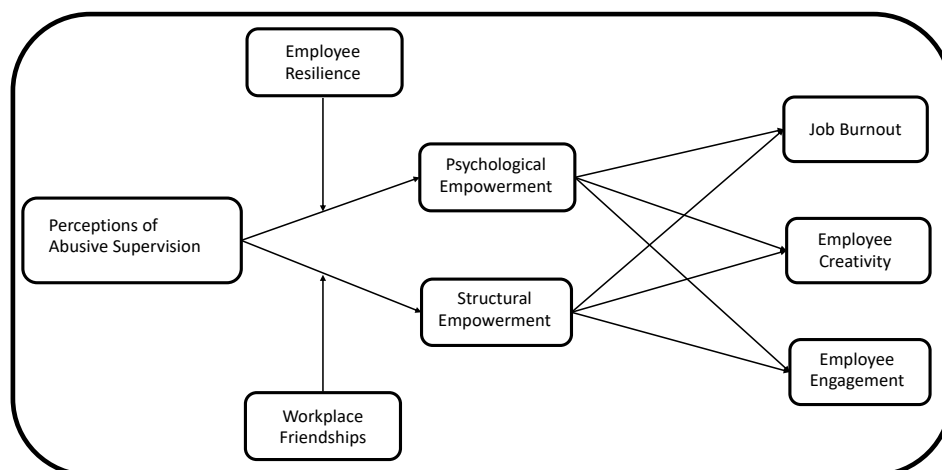 Employee
Resilience
Job Burnout
Psychological
Empowerment
Perceptions of
Abusive Supervision
Employee
Creativity
Structural
Empowerment
Employee
Engagement
Workplace
Friendships